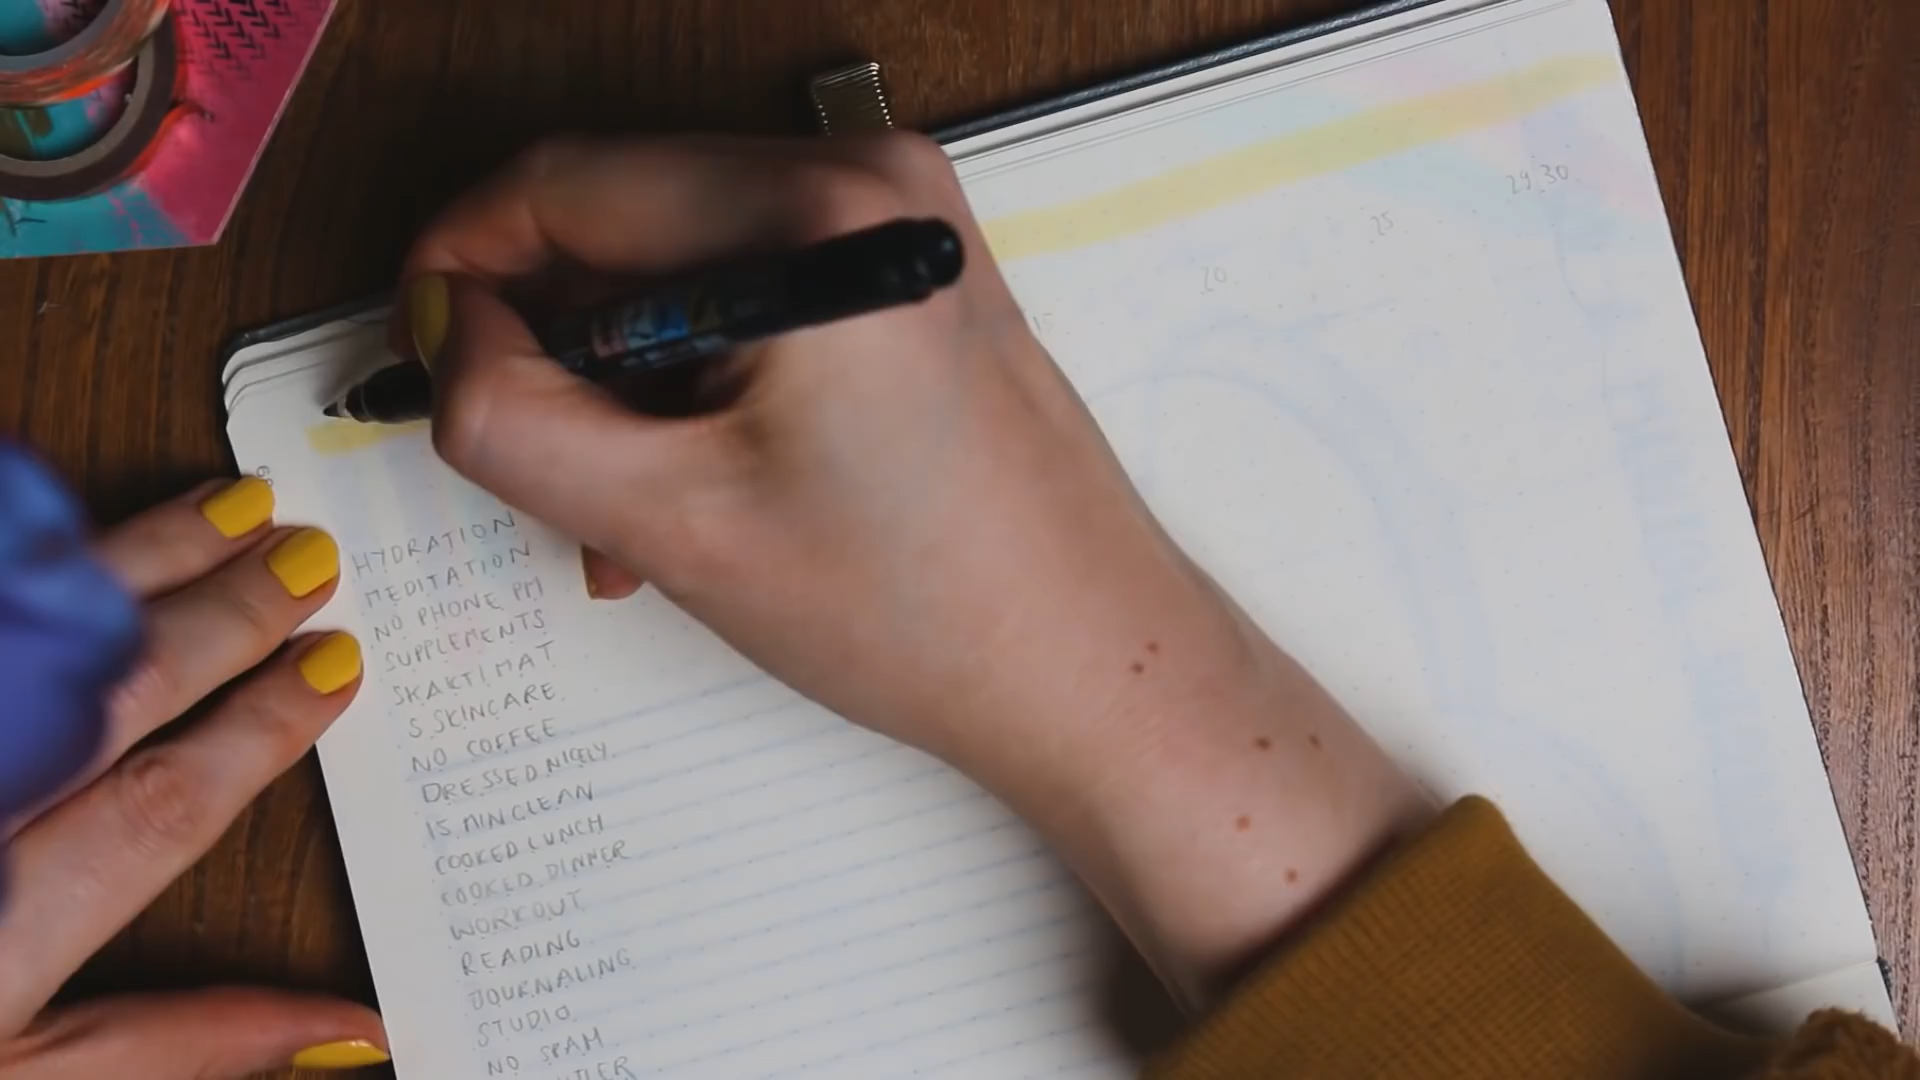 29 30
25
20
15
68
HYDRATION
MEDITATION
NO PHONE PM
SUPPLEMENTS
SKAKTI MAT
S SKINCARE
NO COFFEE
DRESSED NICELY
15 MIN CLEAN
COOKED LUNCH
COOKED DINNER
WORKOUT
READING
JOURNALING
STUDIO
NO SPAM